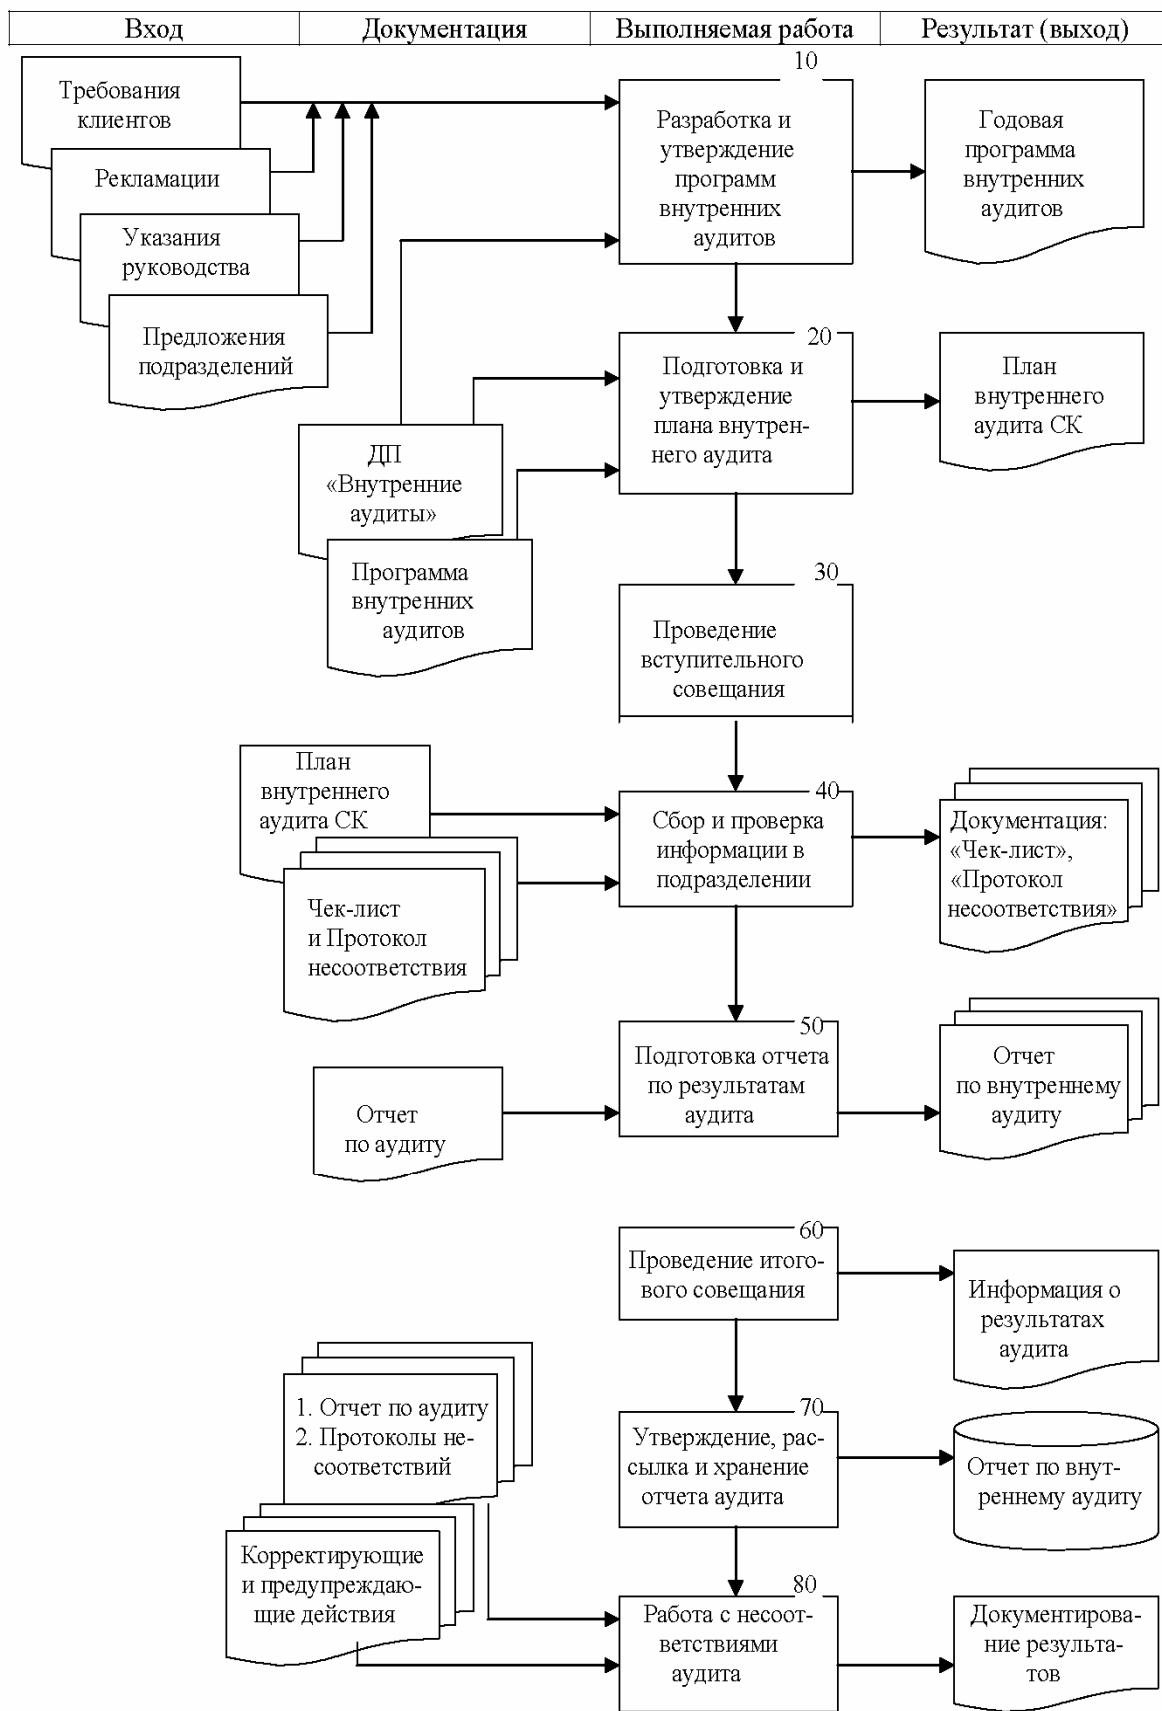 Вход Документация Выполняемая работа Результат (выход)
Требования
клиентов
Рекламации
Указания
руководства
Предложения
подразделений
10
Разработка и
утверждение
программ
внутренних
аудитов
Годовая
программа
внутренних
аудитов
ДП
«Внутренние
аудиты»
Программа
внутренних
аудитов
20
Подготовка и
утверждение
плана внутрен-
него аудита
План
внутреннего
аудита СК
30
Проведение
вступительного
совещания
План
внутреннего
аудита СК
Чек-лист
и Протокол
несоответствия
40
Сбор и проверка
информации в
подразделении
Документация:
«Чек-лист»,
«Протокол
несоответствия»
Отчет
по аудиту
50
Подготовка отчета
по результатам
аудита
Отчет
по внутреннему
аудиту
60
Проведение итого-
вого совещания
Информация о
результатах
аудита
1. Отчет по аудиту
2. Протоколы не-
соответствий
70
Утверждение, рас-
сылка и хранение
отчета аудита
Отчет по внут-
реннему аудиту
Корректирующие
и предупреждаю-
щие действия
80
Работа с несоот-
ветствиями
аудита
Документирова-
ние результа-
тов